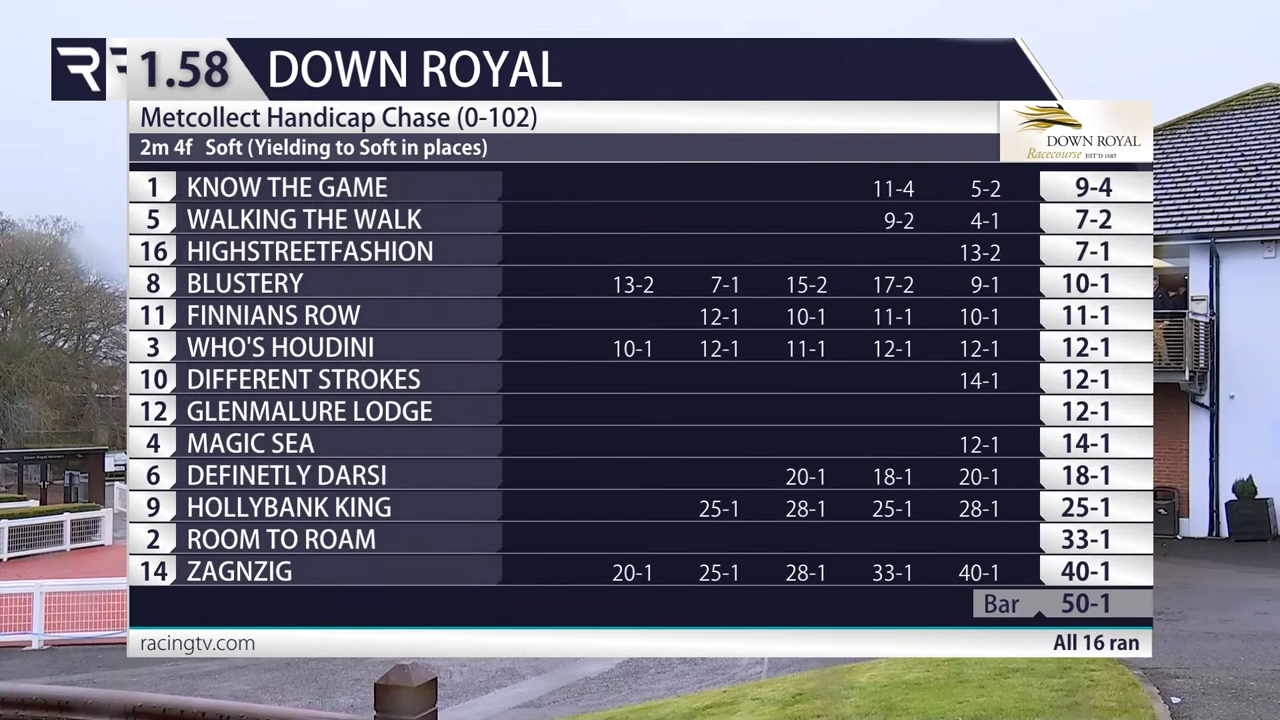 R 1.58 DOWN ROYAL
Metcollect Handicap Chase (0-102)
DOWN ROYAL
Racecourse EST'D 1685
2m 4f Soft (Yielding to Soft in places)
1 KNOW THE GAME 11-4 5-2 9-4
5 WALKING THE WALK 9-2 4-1 7-2
16 HIGHSTREETFASHION 13-2 7-1
8 BLUSTERY 13-2 7-1 15-2 17-2 9-1 10-1
11 FINNIANS ROW 12-1 10-1 11-1 10-1 11-1
3 WHO'S HOUDINI 10-1 12-1 11-1 12-1 12-1 12-1
10 DIFFERENT STROKES 14-1 12-1
12 GLENMALURE LODGE 12-1
4 MAGIC SEA 12-1 14-1
6 DEFINETLY DARSI 20-1 18-1 20-1 18-1
9 HOLLYBANK KING 25-1 28-1 25-1 28-1 25-1
2 ROOM TO ROAM 33-1
14 ZAGNZIG 20-1 25-1 28-1 33-1 40-1 40-1
Bar 50-1
racingtv.com All 16 ran